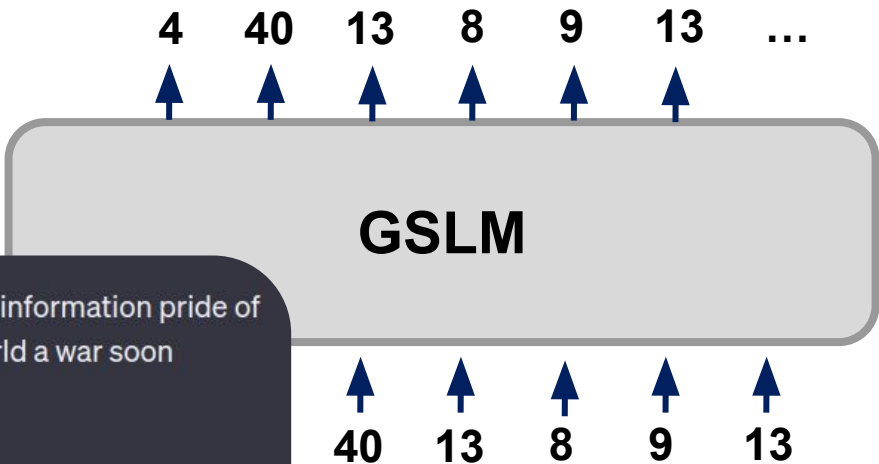 4 40 13 8 9 13 ...
GSLM
information pride of
rld a war soon
40 13 8 9 13